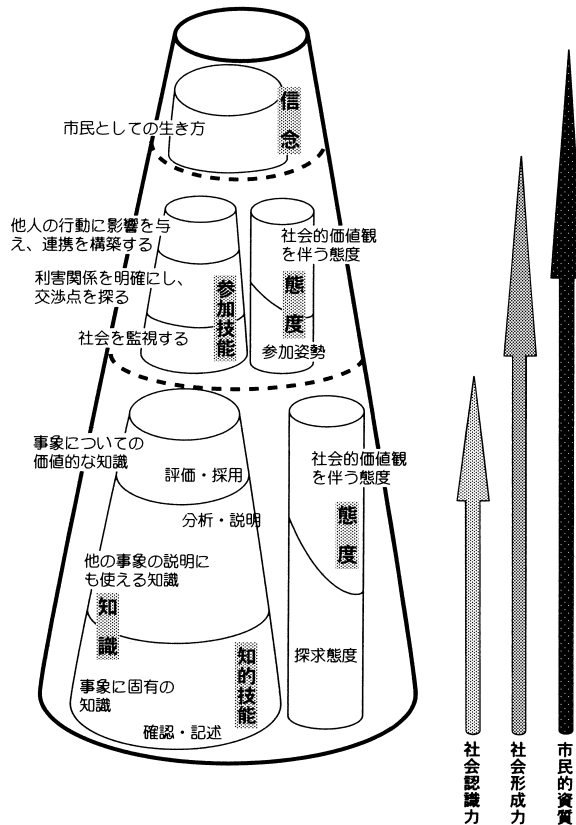 信念
市民としての生き方
他人の行動に影響を与
え、連携を構築する
社会的価値観
を伴う態度
利害関係を明確にし、
交渉点を探る
参加技能
態度
社会を監視する
参加姿勢
事象についての
価値的な知識
評価・採用
社会的価値観
を伴う態度
分析・説明
態度
他の事象の説明に
も使える知識
知識
知的技能
探求態度
事象に固有の
知識
確認・記述
社会認識力
社会形成力
市民的資質